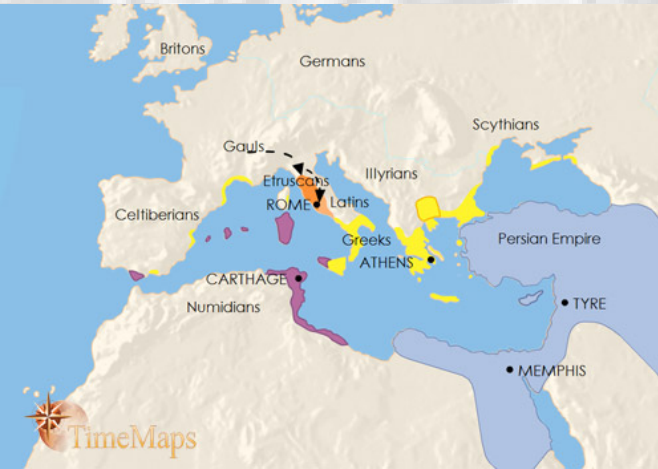 Britons
Germans
Scythians
Gauls
Illyrians
Etruscans
ROME
Latins
Celtiberians
Greeks
Persian Empire
ATHENS
CARTHAGE
Numidians
TYRE
MEMPHIS
TimeMaps